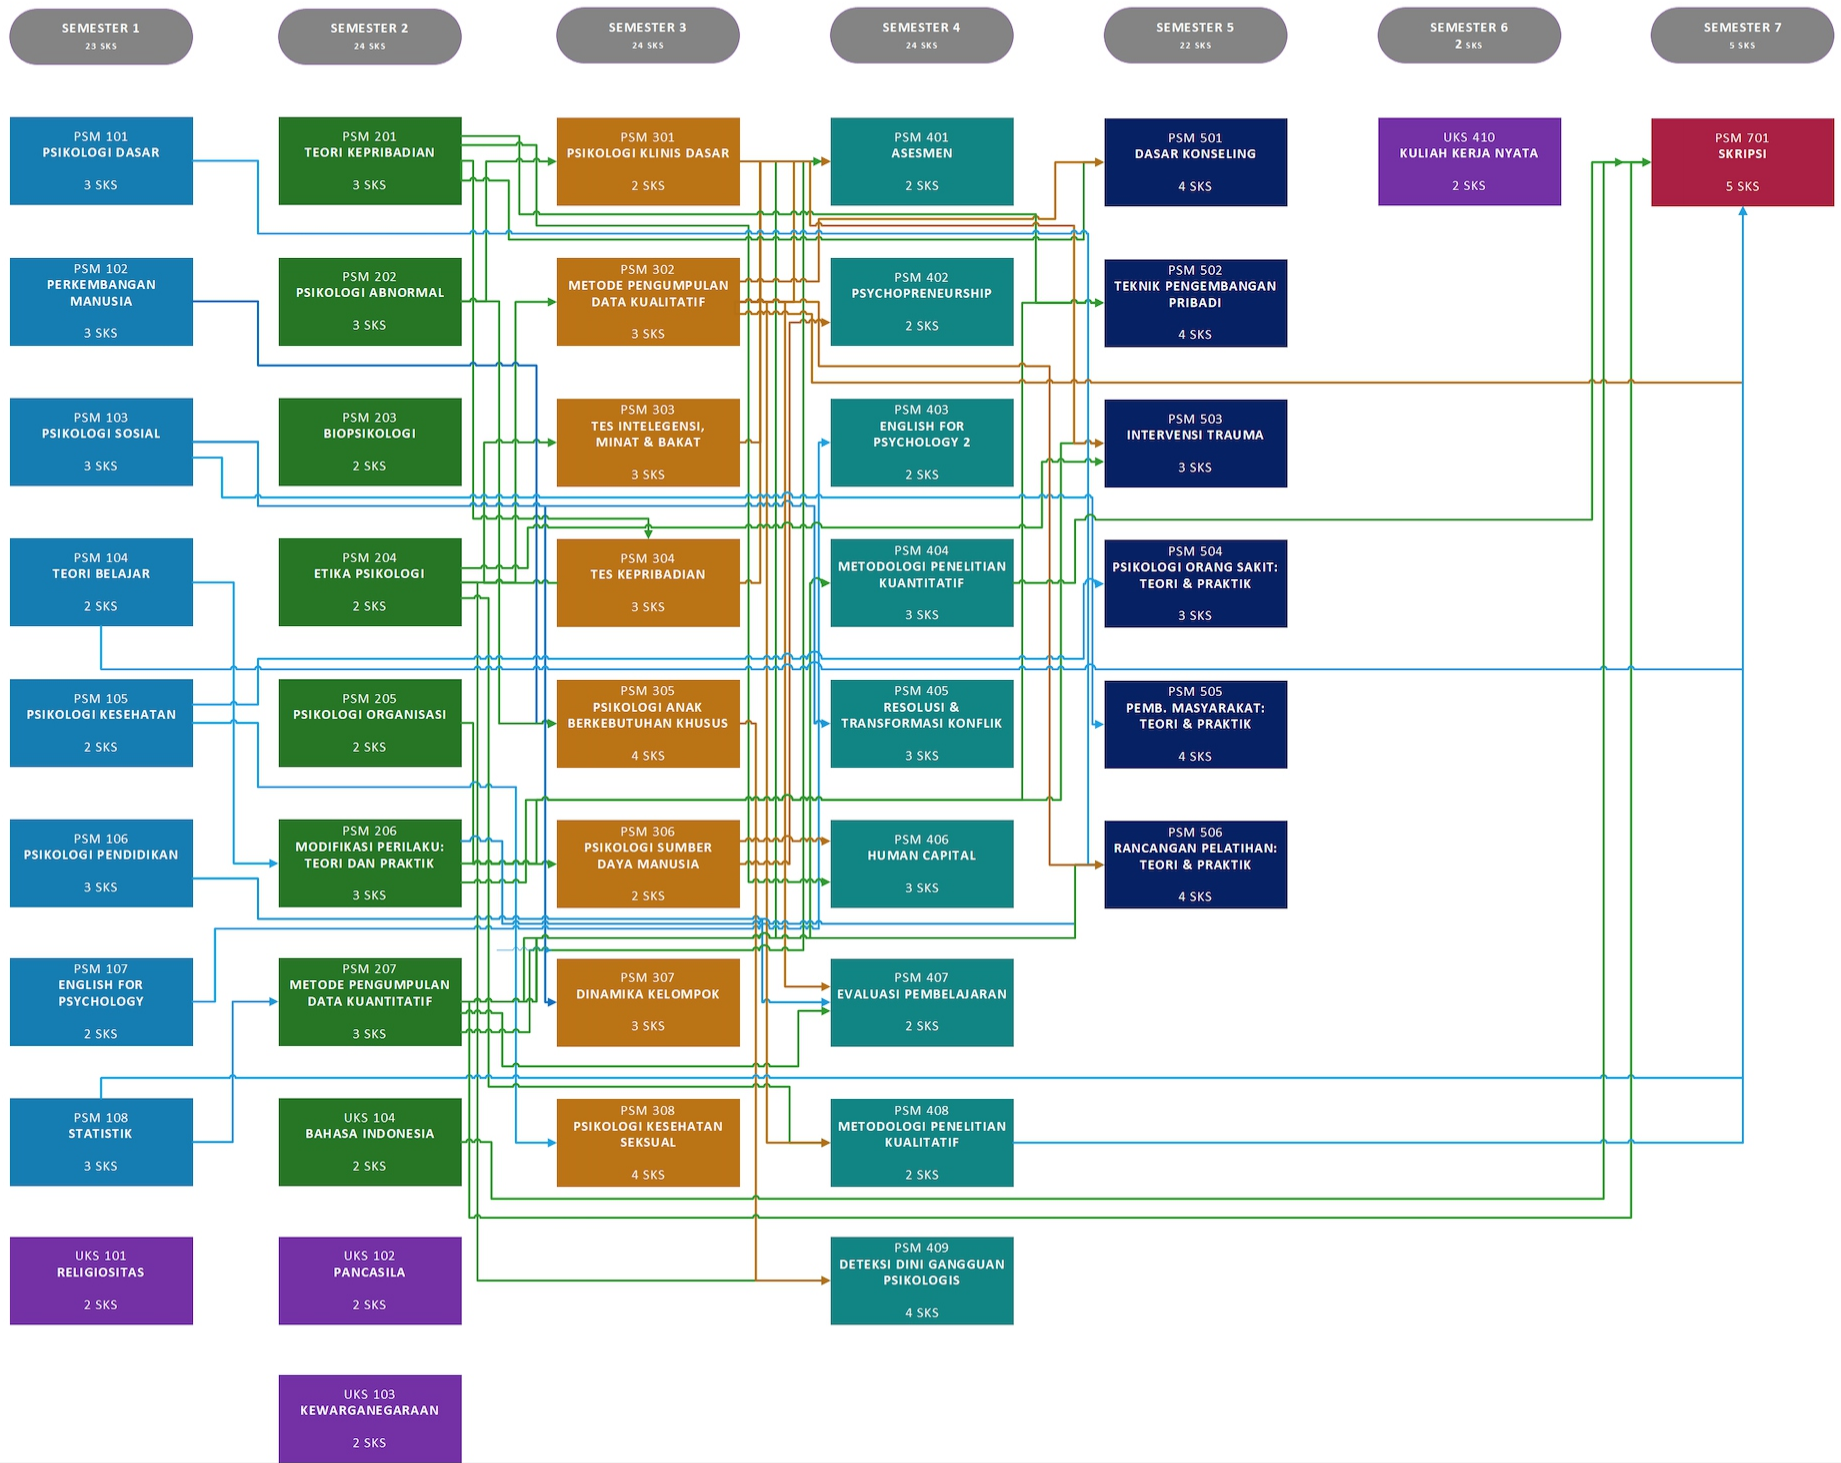 SEMESTER 1
23 SKS
SEMESTER 2
24 SKS
SEMESTER 3
24 SKS
SEMESTER 4
24 SKS
SEMESTER 5
22 SKS
SEMESTER 6
2 SKS
SEMESTER 7
5 SKS
PSM 101
PSIKOLOGI DASAR
3 SKS
PSM 201
TEORI KEPRIBADIAN
3 SKS
PSM 301
PSIKOLOGI KLINIS DASAR
2 SKS
PSM 401
ASESMEN
2 SKS
PSM 501
DASAR KONSELING
4 SKS
UKS 410
KULIAH KERJA NYATA
2 SKS
PSM 701
SKRIPSI
5 SKS
PSM 102
PERKEMBANGAN
MANUSIA
3 SKS
PSM 202
PSIKOLOGI ABNORMAL
3 SKS
PSM 302
METODE PENGUMPULAN
DATA KUALITATIF
3 SKS
PSM 402
PSYCHOPRENEURSHIP
2 SKS
PSM 502
TEKNIK PENGEMBANGAN
PRIBADI
4 SKS
PSM 103
PSIKOLOGI SOSIAL
3 SKS
PSM 203
BIOPSIKOLOGI
2 SKS
PSM 303
TES INTELEGENSI,
MINAT & BAKAT
3 SKS
PSM 403
ENGLISH FOR
PSYCHOLOGY 2
2 SKS
PSM 503
INTERVENSI TRAUMA
3 SKS
PSM 104
TEORI BELAJAR
2 SKS
PSM 204
ETIKA PSIKOLOGI
2 SKS
PSM 304
TES KEPRIBADIAN
3 SKS
PSM 404
METODOLOGI PENELITIAN
KUANTITATIF
3 SKS
PSM 504
PSIKOLOGI ORANG SAKIT:
TEORI & PRAKTIK
3 SKS
PSM 105
PSIKOLOGI KESEHATAN
2 SKS
PSM 205
PSIKOLOGI ORGANISASI
2 SKS
PSM 305
PSIKOLOGI ANAK
BERKEBUTUHAN KHUSUS
4 SKS
PSM 405
RESOLUSI &
TRANSFORMASI KONFLIK
3 SKS
PSM 505
PEMB. MASYARAKAT:
TEORI & PRAKTIK
4 SKS
PSM 106
PSIKOLOGI PENDIDIKAN
3 SKS
PSM 206
MODIFIKASI PERILAKU:
TEORI DAN PRAKTIK
3 SKS
PSM 306
PSIKOLOGI SUMBER
DAYA MANUSIA
2 SKS
PSM 406
HUMAN CAPITAL
3 SKS
PSM 506
RANCANGAN PELATIHAN:
TEORI & PRAKTIK
4 SKS
PSM 107
ENGLISH FOR
PSYCHOLOGY
2 SKS
PSM 207
METODE PENGUMPULAN
DATA KUANTITATIF
3 SKS
PSM 307
DINAMIKA KELOMPOK
3 SKS
PSM 407
EVALUASI PEMBELAJARAN
2 SKS
PSM 108
STATISTIK
3 SKS
UKS 104
BAHASA INDONESIA
2 SKS
PSM 308
PSIKOLOGI KESEHATAN
SEKSUAL
4 SKS
PSM 408
METODOLOGI PENELITIAN
KUALITATIF
2 SKS
UKS 101
RELIGIOSITAS
2 SKS
UKS 102
PANCASILA
2 SKS
PSM 409
DETEKSI DINI GANGGUAN
PSIKOLOGIS
4 SKS
UKS 103
KEWARGANEGARAAN
2 SKS